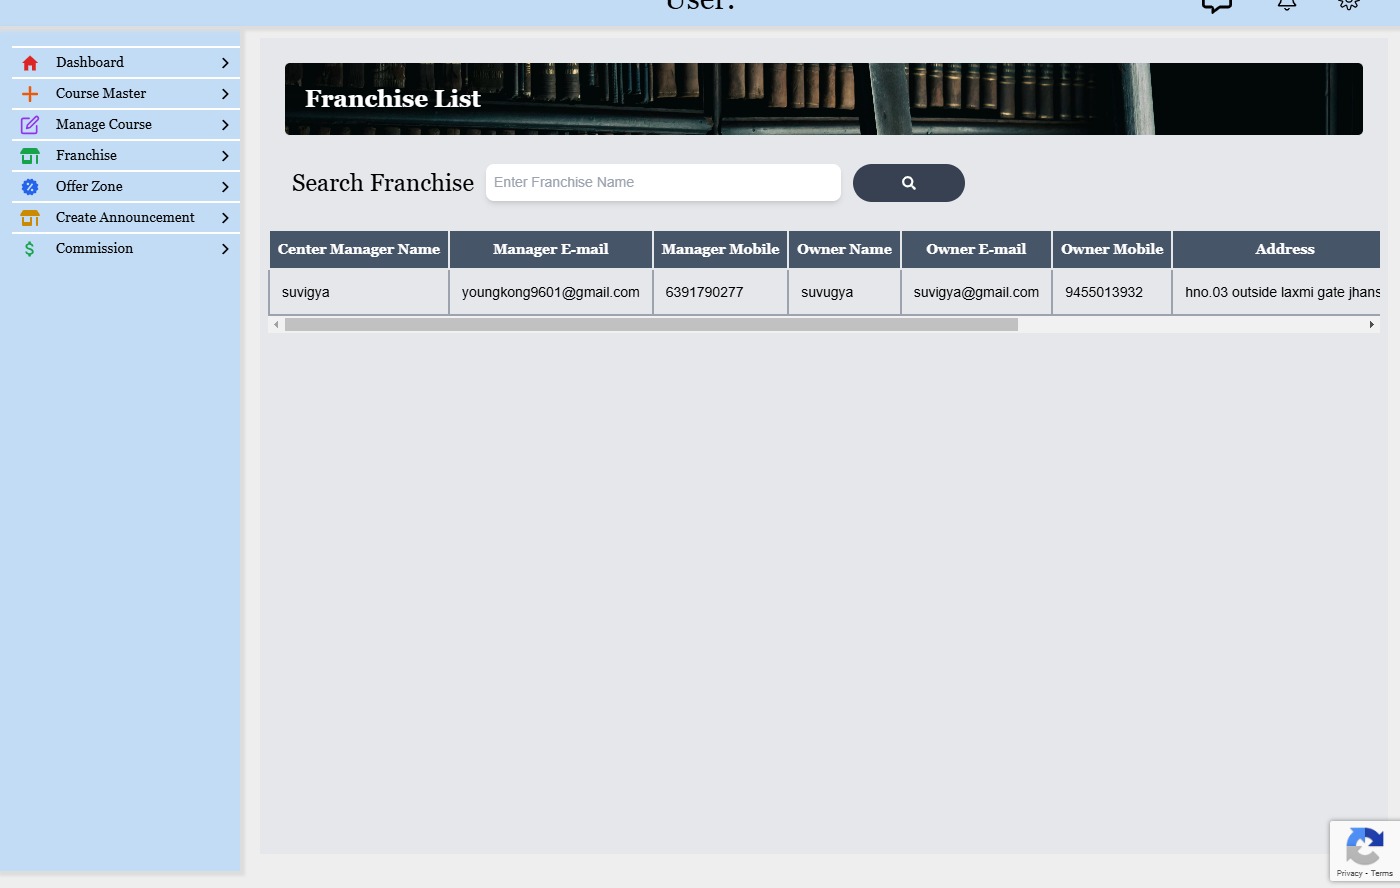 User:
Dashboard
Course Master
Manage Course
Franchise
Offer Zone
Create Announcement
Commission
Franchise List
Search Franchise
Enter Franchise Name
Center Manager Name Manager E-mail Manager Mobile Owner Name Owner E-mail Owner Mobile Address
suvigya youngkong9601@gmail.com 6391790277 suvugya suvigya@gmail.com 9455013932 hno.03 outside laxmi gate jhans
Privacy - Terms